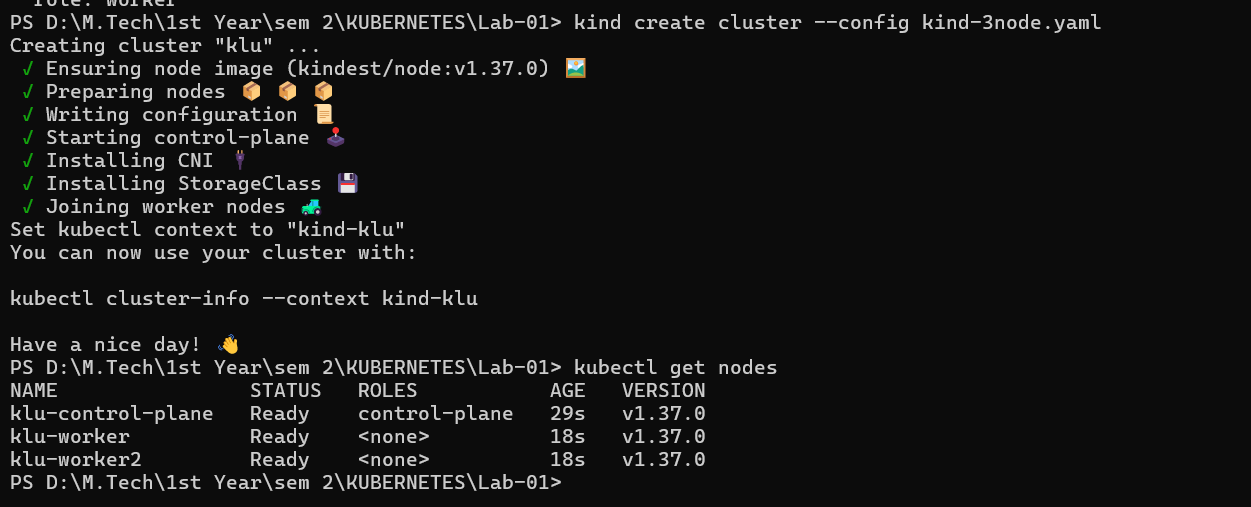 role: worker
PS D:\M.Tech\1st Year\sem 2\KUBERNETES\Lab-01> kind create cluster --config kind-3node.yaml
Creating cluster "klu" ...
✓ Ensuring node image (kindest/node:v1.37.0) 🖼️
✓ Preparing nodes 📦 📦 📦
✓ Writing configuration 📜
✓ Starting control-plane 🕹️
✓ Installing CNI 🔌
✓ Installing StorageClass 💾
✓ Joining worker nodes 🚜
Set kubectl context to "kind-klu"
You can now use your cluster with:
kubectl cluster-info --context kind-klu
Have a nice day! 👋
PS D:\M.Tech\1st Year\sem 2\KUBERNETES\Lab-01> kubectl get nodes
NAME STATUS ROLES AGE VERSION
klu-control-plane Ready control-plane 29s v1.37.0
klu-worker Ready <none> 18s v1.37.0
klu-worker2 Ready <none> 18s v1.37.0
PS D:\M.Tech\1st Year\sem 2\KUBERNETES\Lab-01>